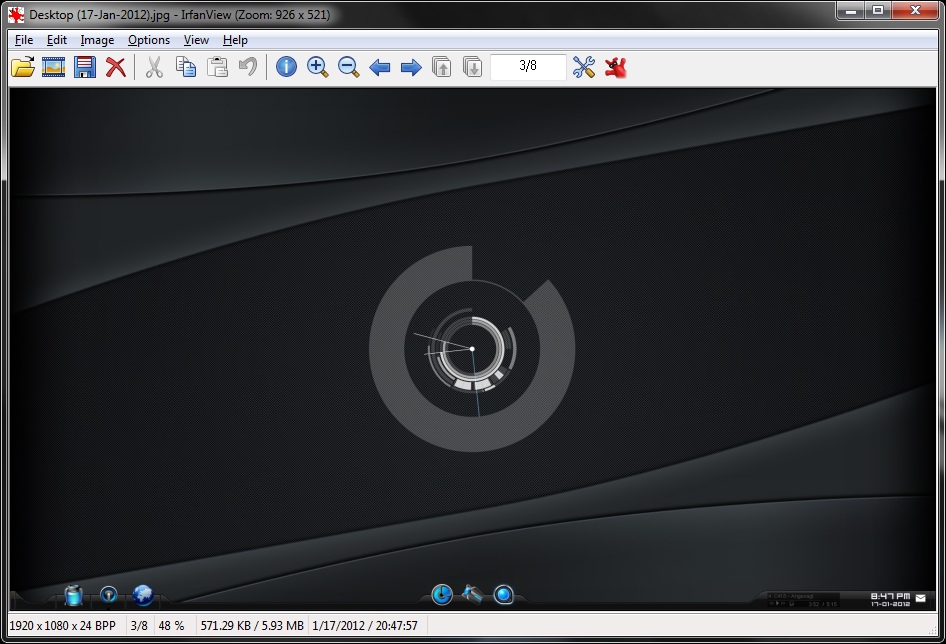 Desktop (17-Jan-2012).jpg - IrfanView (Zoom: 926 x 521)
File Edit Image Options View Help
3/8
8:47 PM
17-01-2012
1920 x 1080 x 24 BPP 3/8 48 % 571.29 KB / 5.93 MB 1/17/2012 / 20:47:57